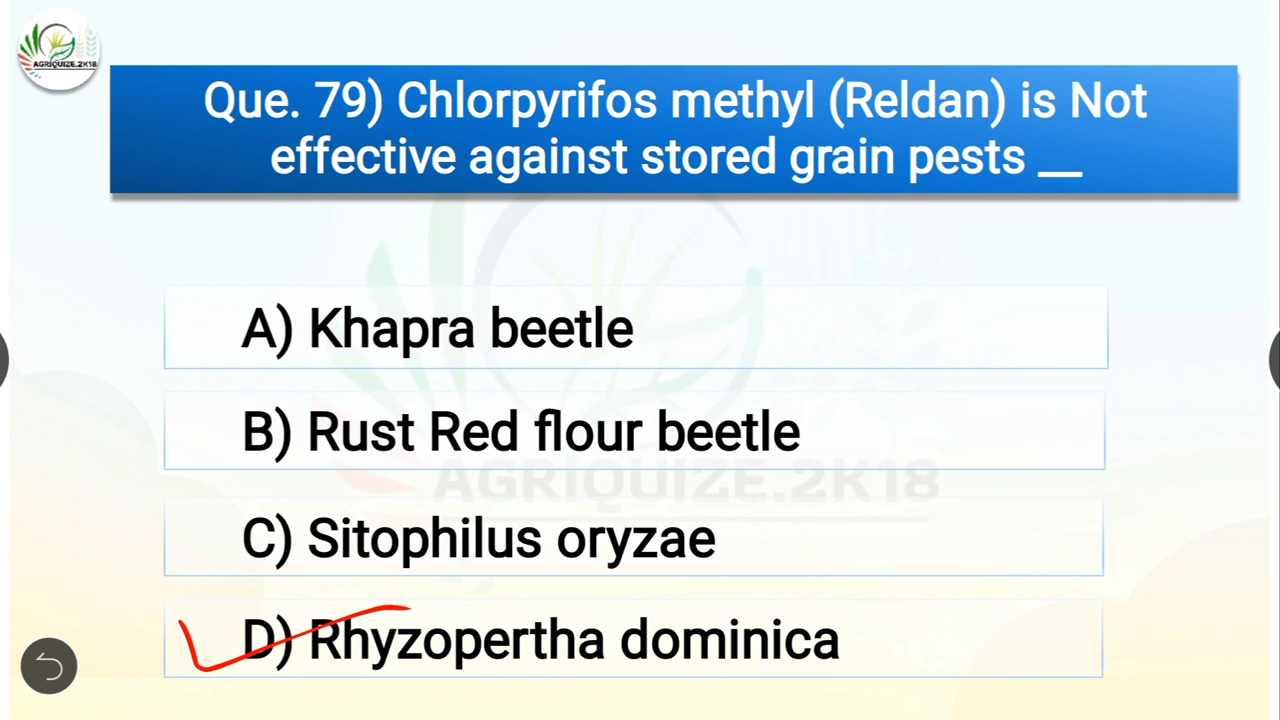 AGRIQUIZE.2K18
Que. 79) Chlorpyrifos methyl (Reldan) is Not
effective against stored grain pests __
A) Khapra beetle
B) Rust Red flour beetle
AGRIQUIZE.2K18
C) Sitophilus oryzae
D) Rhyzopertha dominica